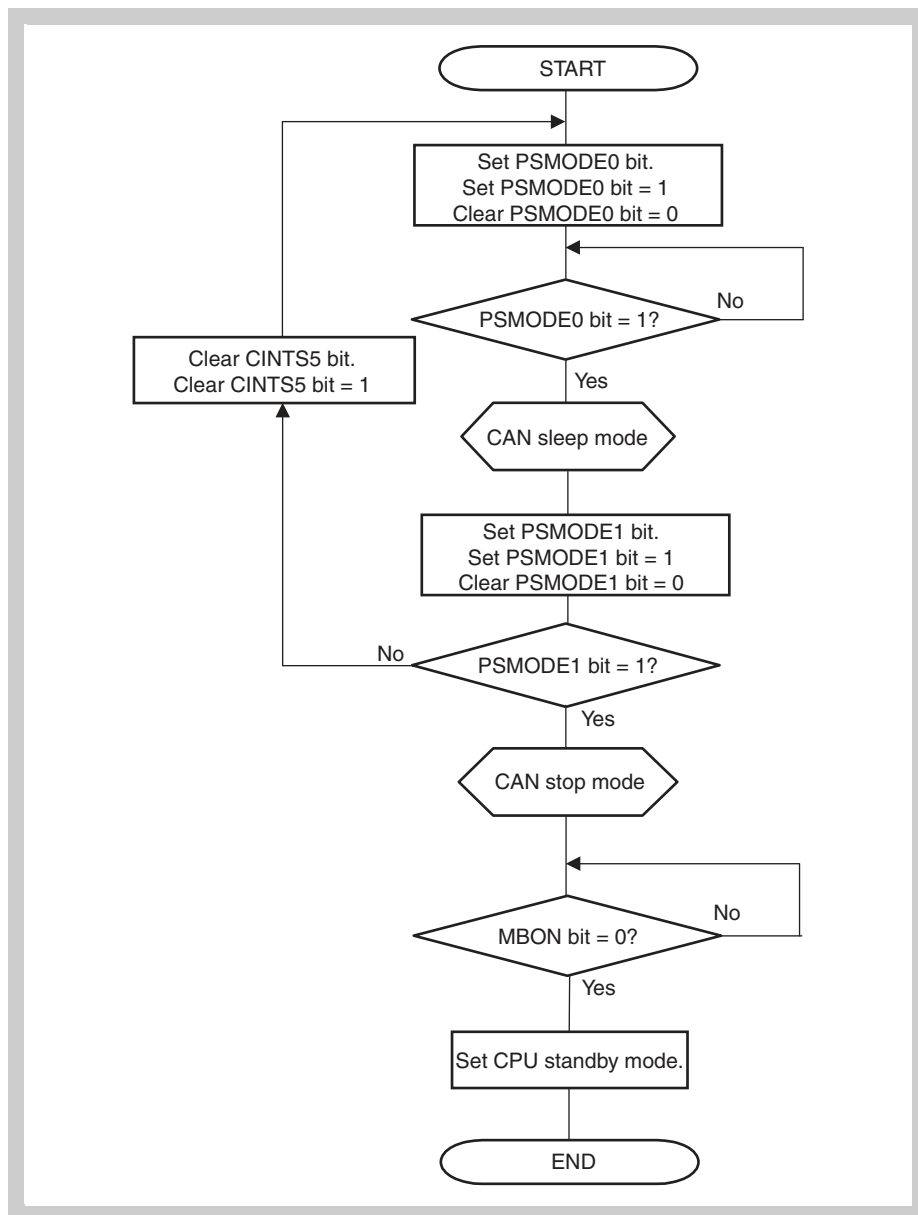 START
Set PSMODE0 bit.
Set PSMODE0 bit = 1
Clear PSMODE0 bit = 0
PSMODE0 bit = 1?
No
Yes
Clear CINTS5 bit.
Clear CINTS5 bit = 1
CAN sleep mode
Set PSMODE1 bit.
Set PSMODE1 bit = 1
Clear PSMODE1 bit = 0
No
PSMODE1 bit = 1?
Yes
CAN stop mode
No
MBON bit = 0?
Yes
Set CPU standby mode.
END